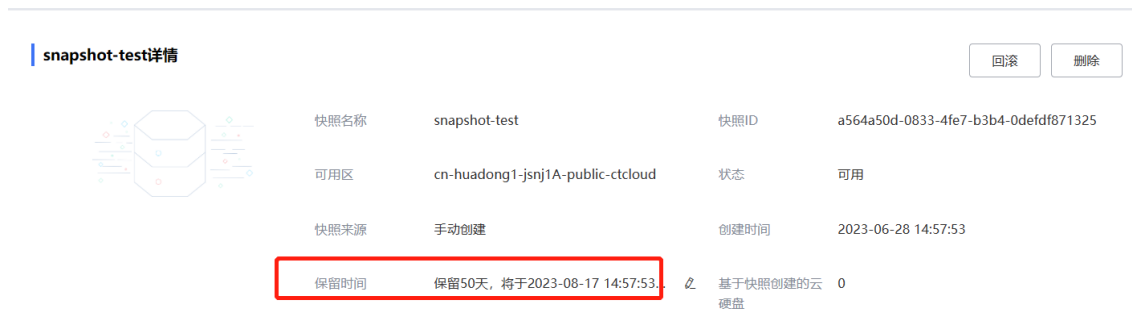 snapshot-test详情
回滚 删除
快照名称 snapshot-test 快照ID a564a50d-0833-4fe7-b3b4-0defdf871325
可用区 cn-huadong1-jsnj1A-public-ctcloud 状态 可用
快照来源 手动创建 创建时间 2023-06-28 14:57:53
保留时间 保留50天，将于2023-08-17 14:57:53... 基于快照创建的云 0
硬盘